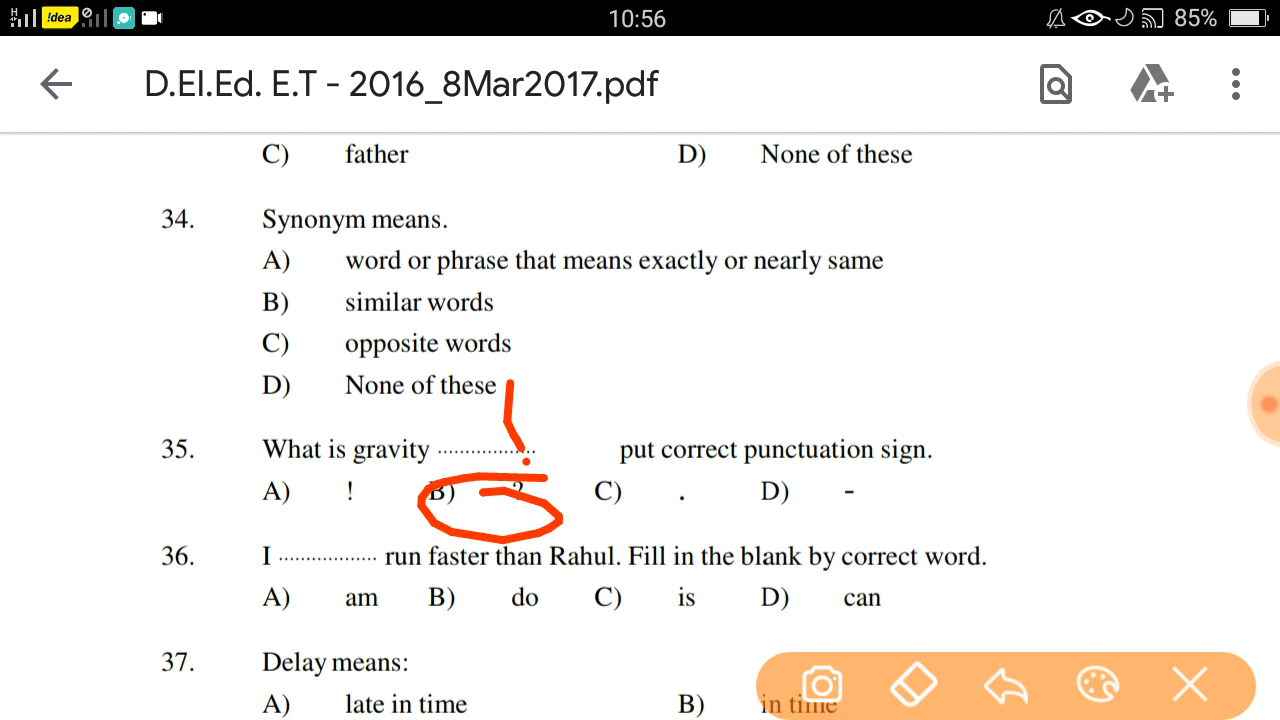 !dea 10:56 85%
D.El.Ed. E.T - 2016_8Mar2017.pdf
C) father D) None of these
34. Synonym means.
A) word or phrase that means exactly or nearly same
B) similar words
C) opposite words
D) None of these
35. What is gravity .................. put correct punctuation sign.
A) ! B) ? C) . D) -
36. I .................. run faster than Rahul. Fill in the blank by correct word.
A) am B) do C) is D) can
37. Delay means:
A) late in time B) in time